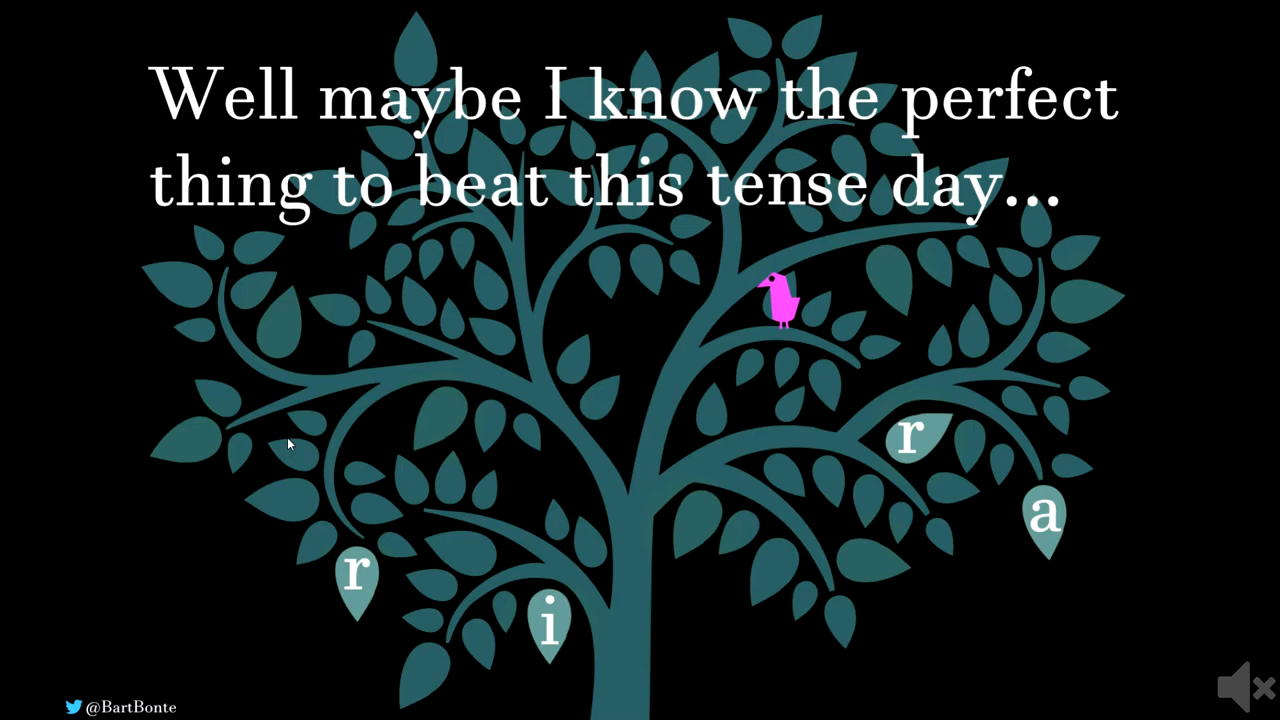 Well maybe I know the perfect
thing to beat this tense day...
r
a
r
i
@BartBonte